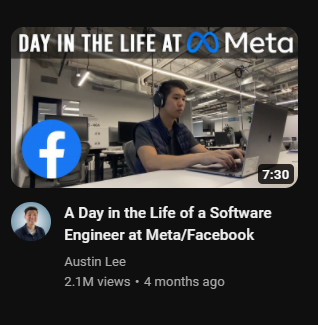 DAY IN THE LIFE AT Meta
f
7:30
A Day in the Life of a Software
Engineer at Meta/Facebook
Austin Lee
2.1M views • 4 months ago